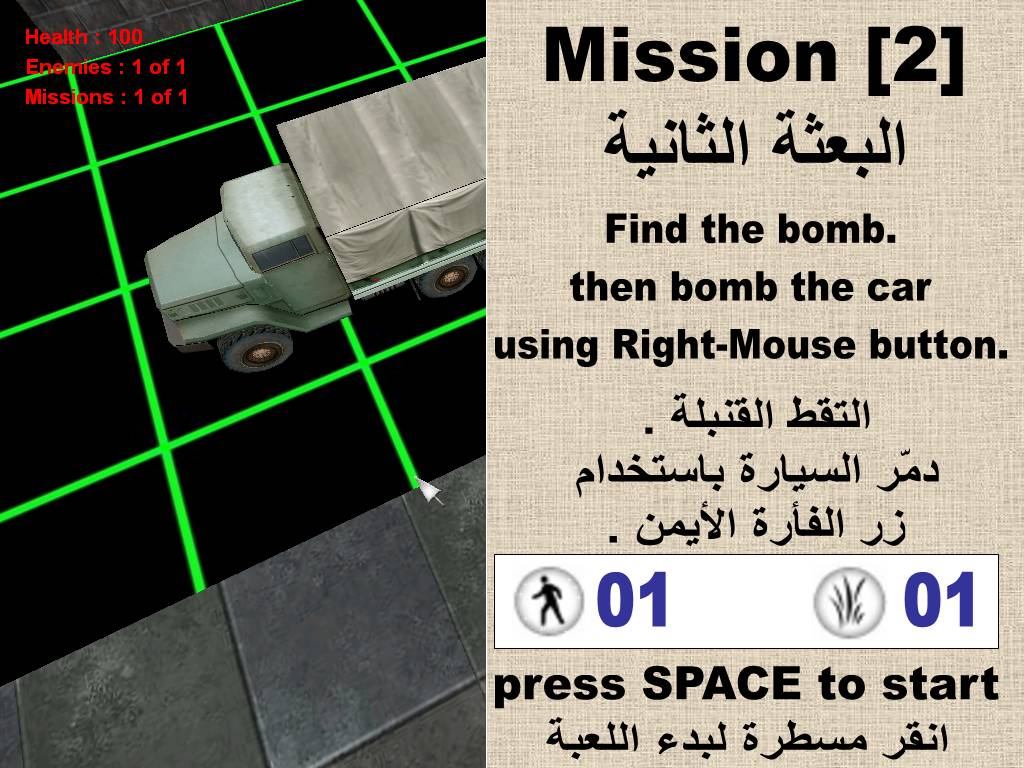 Health : 100
Enemies : 1 of 1
Missions : 1 of 1
Mission [2]
البعثة الثانية
Find the bomb.
then bomb the car
using Right-Mouse button.
التقط القنبلة .
دمّر السيارة باستخدام
زر الفأرة الأيمن .
01 01
press SPACE to start
انقر مسطرة لبدء اللعبة